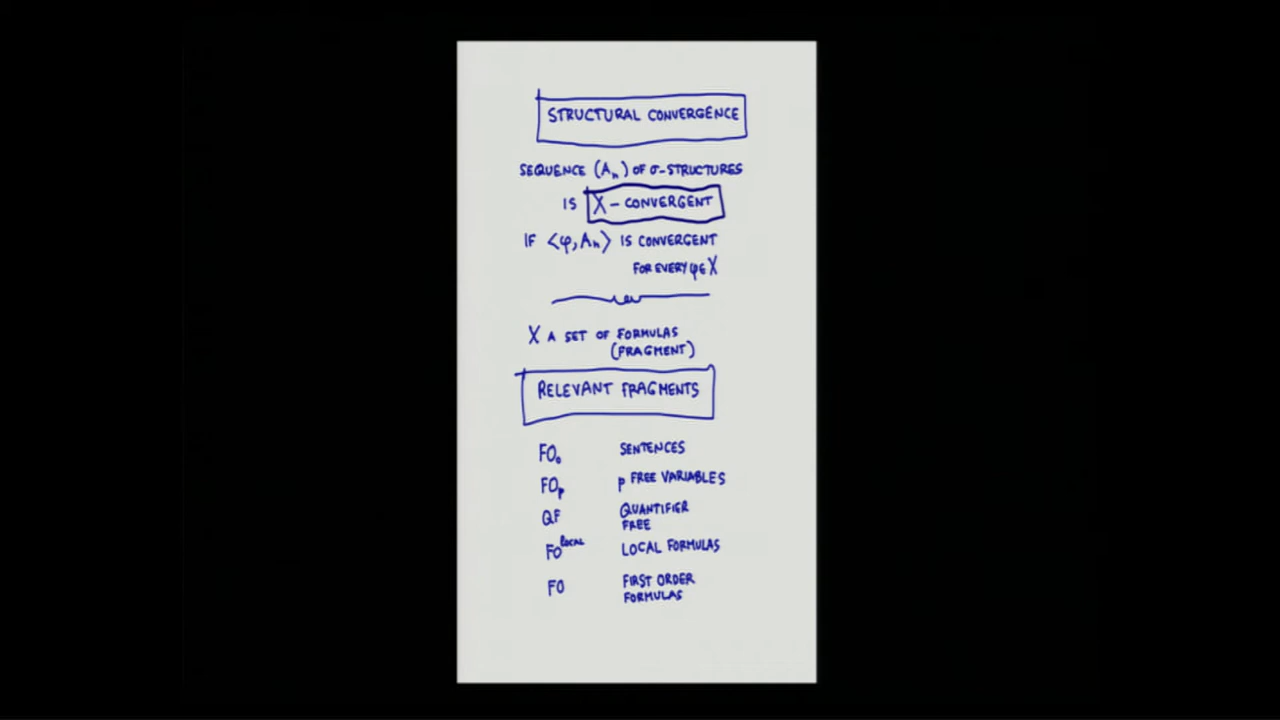 STRUCTURAL CONVERGENCE
SEQUENCE (Aₙ) OF σ-STRUCTURES
IS X-CONVERGENT
IF ⟨φ, Aₙ⟩ IS CONVERGENT
FOR EVERY φ∈X
X A SET OF FORMULAS
(FRAGMENT)
RELEVANT FRAGMENTS
FO₀ SENTENCES
FOₚ p FREE VARIABLES
QF QUANTIFIER
FREE
FO^LOCAL LOCAL FORMULAS
FO FIRST ORDER
FORMULAS